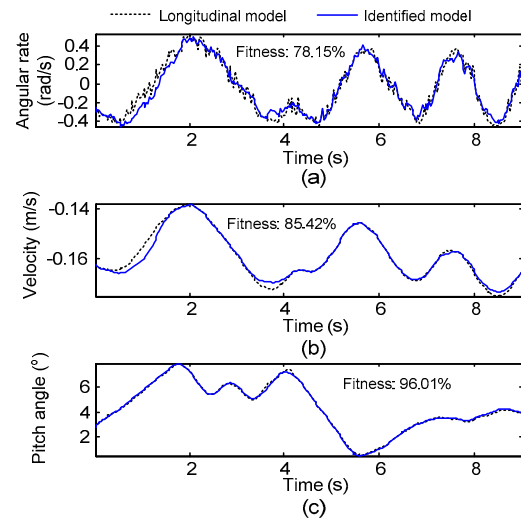 Longitudinal model Identified model
Angular rate (rad/s)
0.4
0.2
0
-0.2
-0.4
Fitness: 78.15%
2 4 6 8
Time (s)
(a)
Velocity (m/s)
-0.14
-0.16
Fitness: 85.42%
2 4 6 8
Time (s)
(b)
Pitch angle (°)
6
4
2
Fitness: 96.01%
2 4 6 8
Time (s)
(c)